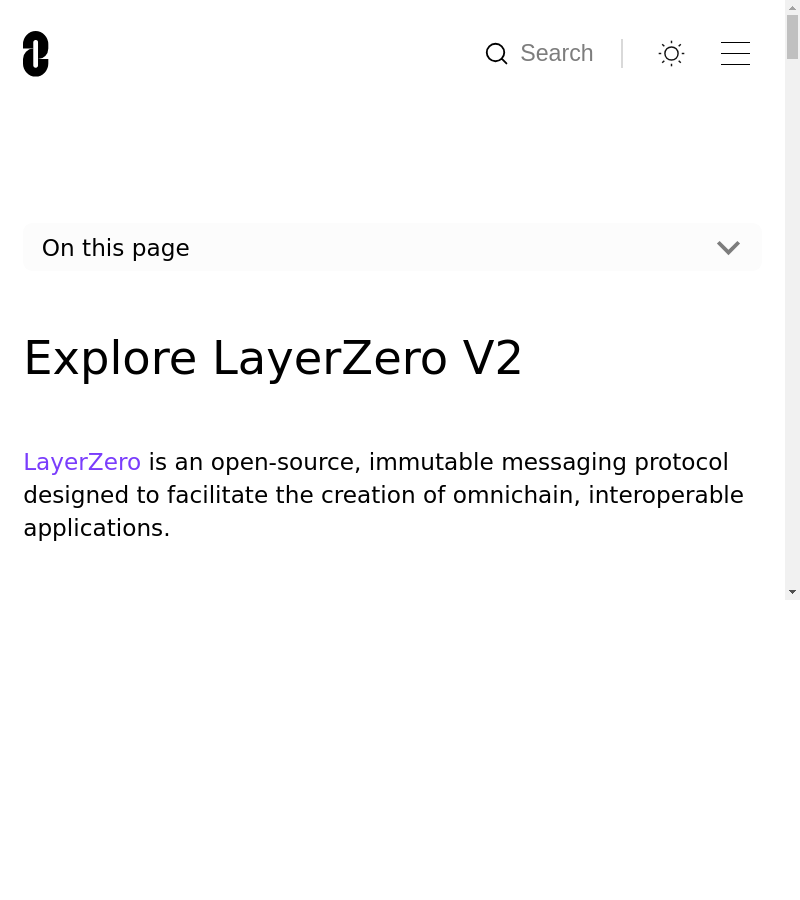 Search
On this page
Explore LayerZero V2
LayerZero is an open-source, immutable messaging protocol
designed to facilitate the creation of omnichain, interoperable
applications.